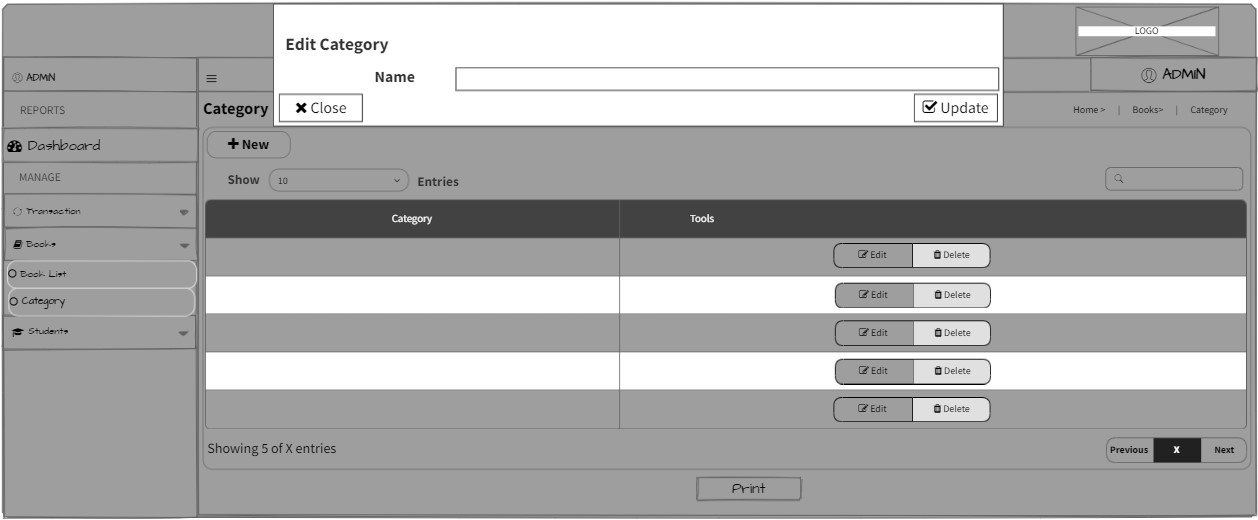 LOGO
Edit Category
Name
Close
Update
ADMIN
ADMIN
REPORTS
Dashboard
MANAGE
Transaction
Books
Book List
Category
Students
Category
Home >
|
Books>
|
Category
New
Show
10
Entries
Category
Tools
Edit
Delete
Edit
Delete
Edit
Delete
Edit
Delete
Edit
Delete
Showing 5 of X entries
Previous
X
Next
Print